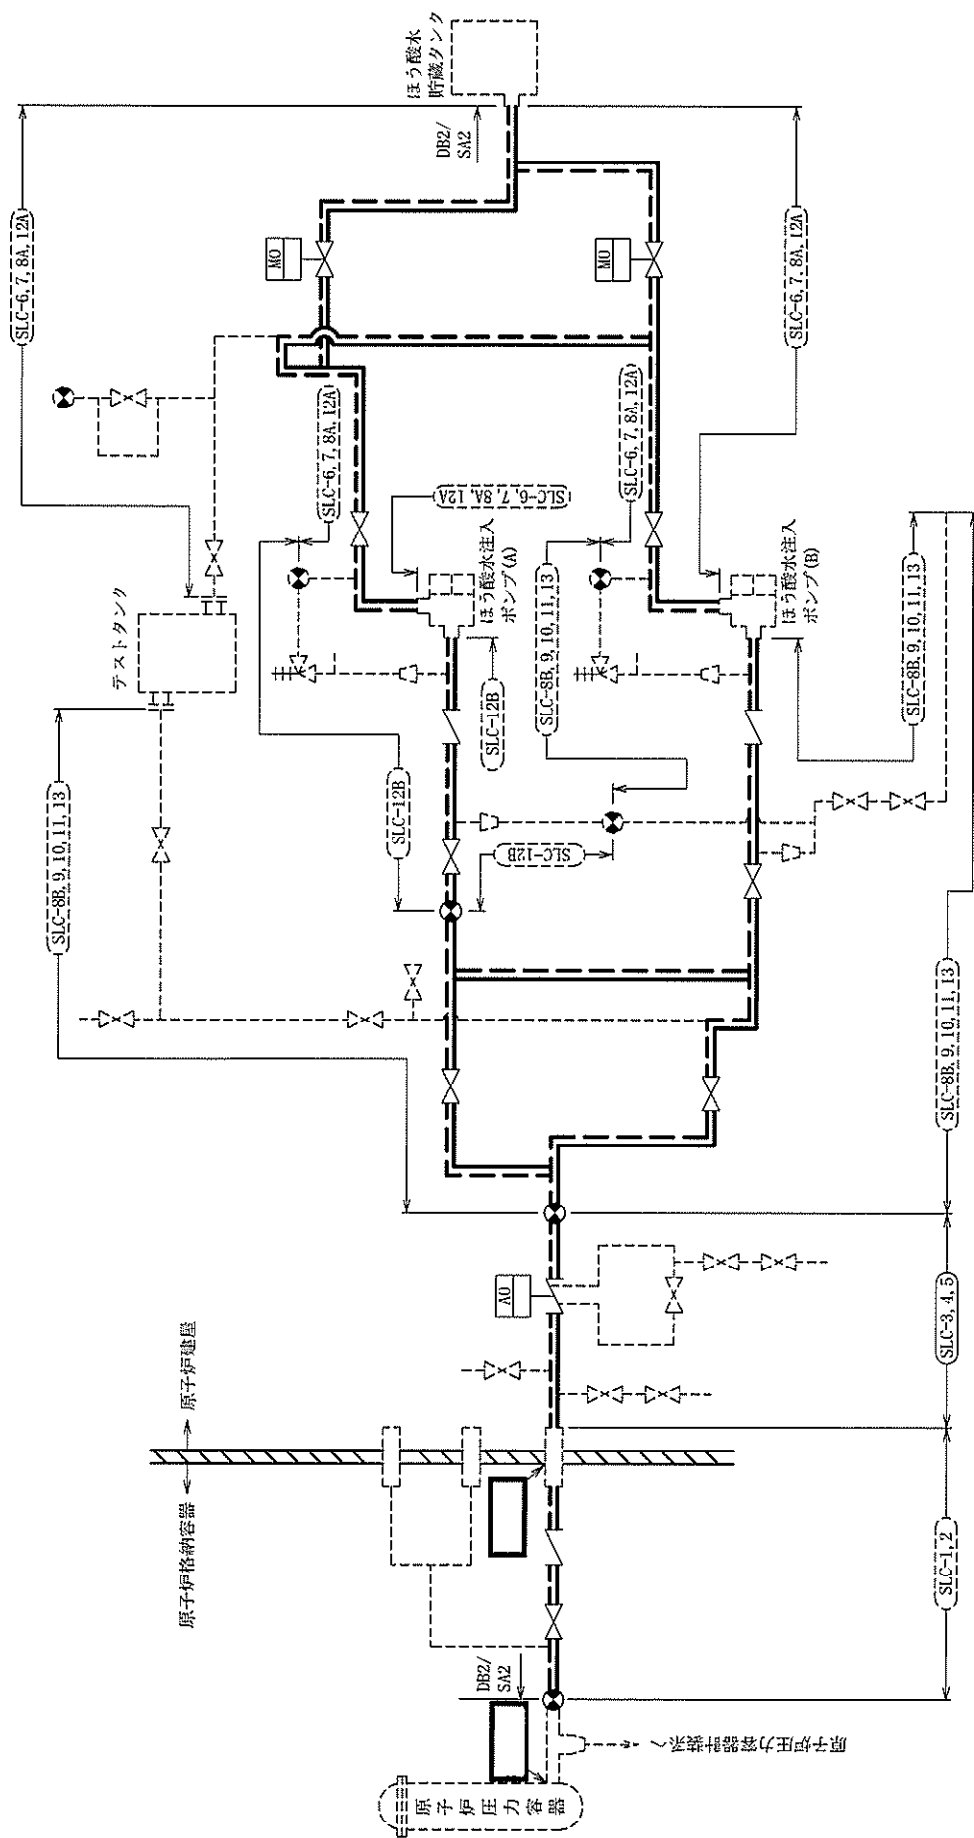 ほう酸水
貯蔵タンク
DB2/
SA2
SLC-6, 7, 8A, 12A
MO
MO
SLC-6, 7, 8A, 12A
SLC-6, 7, 8A, 12A
SLC-6, 7, 8A, 12A
SLC-6, 7, 8A, 12A
ほう酸水注入
ポンプ(A)
ほう酸水注入
ポンプ(B)
テストタンク
SLC-8B, 9, 10, 11, 13
SLC-12B
SLC-12B
SLC-8B, 9, 10, 11, 13
SLC-8B, 9, 10, 11, 13
SLC-12B
SLC-8B, 9, 10, 11, 13
AO
SLC-3, 4, 5
原子炉建屋
原子炉格納容器
SLC-1, 2
DB2/
SA2
原子炉圧力容器計装系へ
原子炉圧力容器